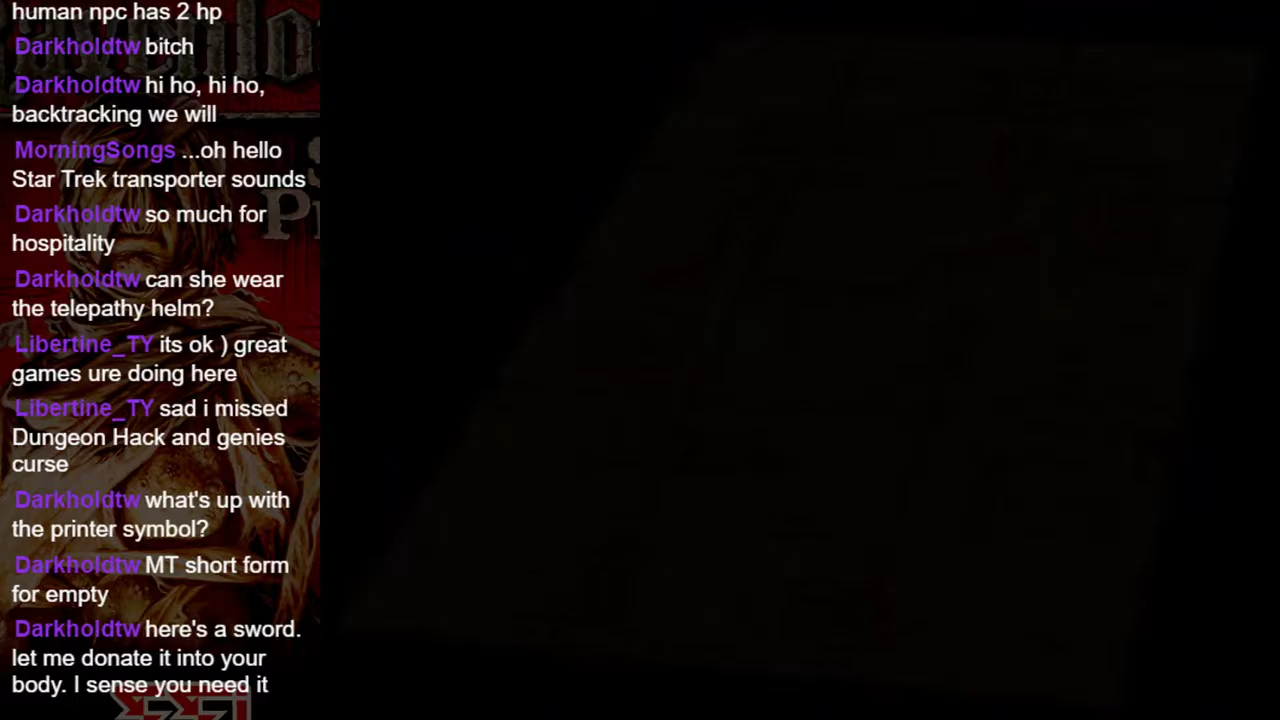 human npc has 2 hp
Darkholdtw bitch
Darkholdtw hi ho, hi ho,
backtracking we will
MorningSongs ...oh hello
Star Trek transporter sounds
Darkholdtw so much for
hospitality
Darkholdtw can she wear
the telepathy helm?
Libertine_TY its ok ) great
games ure doing here
Libertine_TY sad i missed
Dungeon Hack and genies
curse
Darkholdtw what's up with
the printer symbol?
Darkholdtw MT short form
for empty
Darkholdtw here's a sword.
let me donate it into your
body. I sense you need it